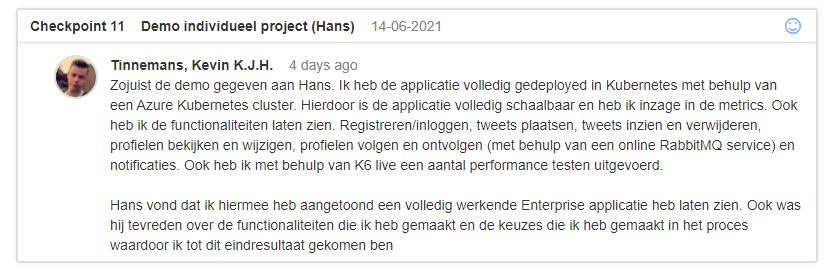 Checkpoint 11 Demo individueel project (Hans) 14-06-2021
Tinnemans, Kevin K.J.H. 4 days ago
Zojuist de demo gegeven aan Hans. Ik heb de applicatie volledig gedeployed in Kubernetes met behulp van
een Azure Kubernetes cluster. Hierdoor is de applicatie volledig schaalbaar en heb ik inzage in de metrics. Ook
heb ik de functionaliteiten laten zien. Registreren/inloggen, tweets plaatsen, tweets inzien en verwijderen,
profielen bekijken en wijzigen, profielen volgen en ontvolgen (met behulp van een online RabbitMQ service) en
notificaties. Ook heb ik met behulp van K6 live een aantal performance testen uitgevoerd.
Hans vond dat ik hiermee heb aangetoond een volledig werkende Enterprise applicatie heb laten zien. Ook was
hij tevreden over de functionaliteiten die ik heb gemaakt en de keuzes die ik heb gemaakt in het proces
waardoor ik tot dit eindresultaat gekomen ben